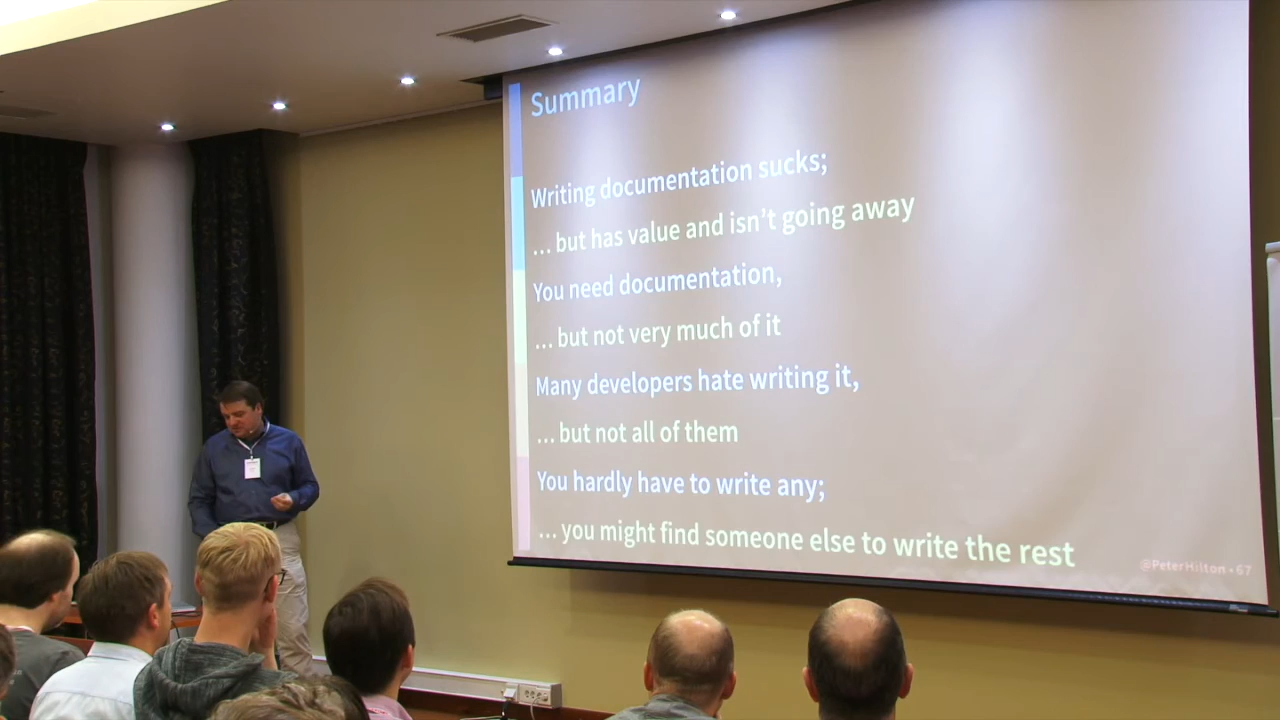 Summary
Writing documentation sucks;
... but has value and isn't going away
You need documentation,
... but not very much of it
Many developers hate writing it,
... but not all of them
You hardly have to write any;
... you might find someone else to write the rest
@PeterHilton • 67